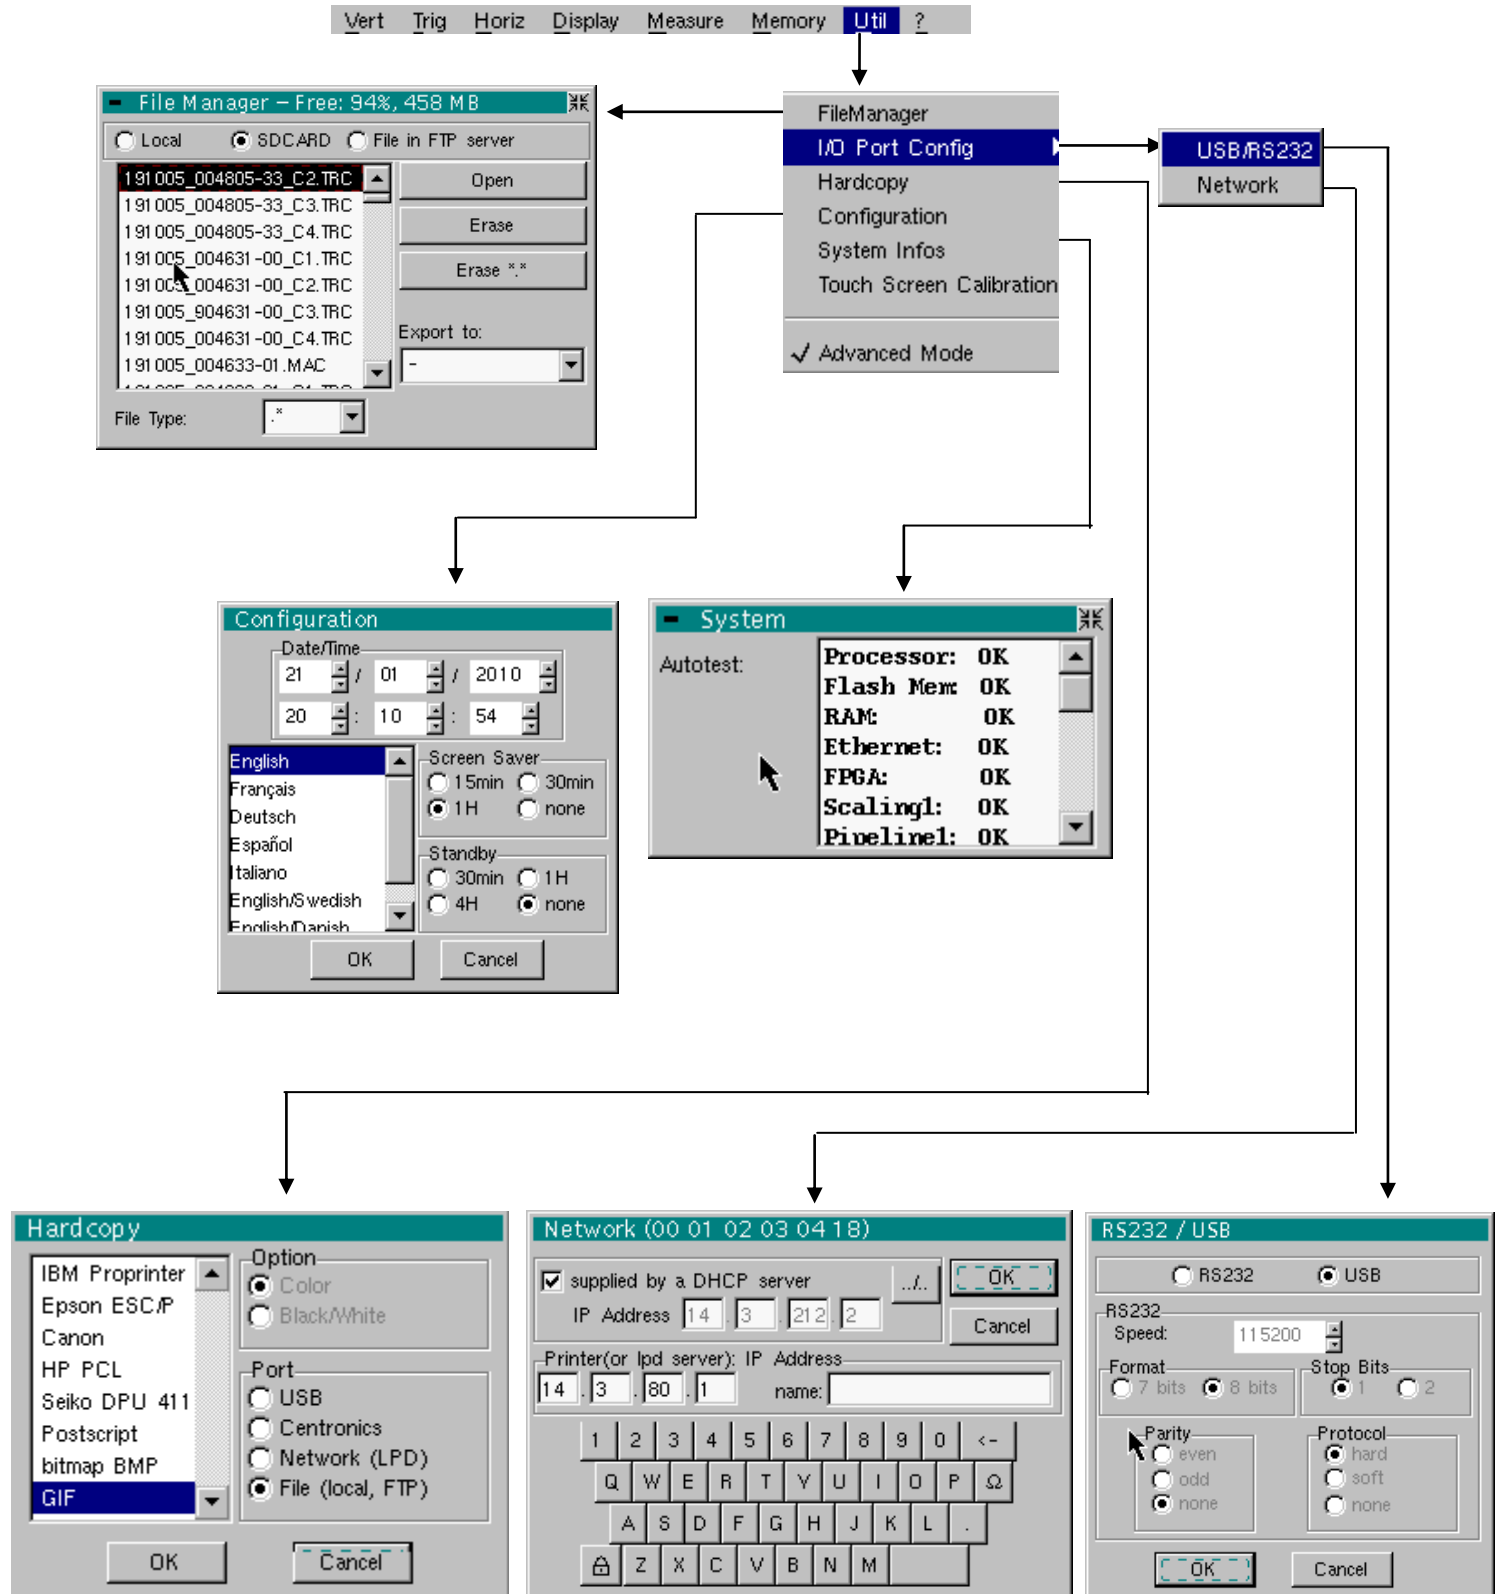 Vert Trig Horiz Display Measure Memory Util ?
File Manager – Free: 94%, 458 MB
Local SDCARD File in FTP server
191005_004805-33_C2.TRC
191005_004805-33_C3.TRC
191005_004805-33_C4.TRC
191005_004631-00_C1.TRC
191005_004631-00_C2.TRC
191005_904631-00_C3.TRC
191005_004631-00_C4.TRC
191005_004633-01.MAC
Open
Erase
Erase *.*
Export to:
-
File Type: .*
FileManager
I/O Port Config
Hardcopy
Configuration
System Infos
Touch Screen Calibration
Advanced Mode
USB/RS232
Network
Configuration
Date/Time
21 / 01 / 2010
20 : 10 : 54
English
Français
Deutsch
Español
Italiano
English/Swedish
English/Danish
Screen Saver
15min 30min
1H none
Standby
30min 1H
4H none
OK Cancel
System
Autotest:
Processor: OK
Flash Mem: OK
RAM: OK
Ethernet: OK
FPGA: OK
Scaling1: OK
Pipeline1: OK
Hardcopy
IBM Proprinter
Epson ESC/P
Canon
HP PCL
Seiko DPU 411
Postscript
bitmap BMP
GIF
Option
Color
Black/White
Port
USB
Centronics
Network (LPD)
File (local, FTP)
OK Cancel
Network (00 01 02 03 04 18)
supplied by a DHCP server ../..
IP Address 14 . 3 . 212 . 2
OK
Cancel
Printer(or lpd server): IP Address
14 . 3 . 80 . 1 name:
1 2 3 4 5 6 7 8 9 0 <-
Q W E R T Y U I O P Ω
A S D F G H J K L .
Z X C V B N M
RS232 / USB
RS232 USB
RS232
Speed: 115200
Format
7 bits 8 bits
Stop Bits
1 2
Parity
even
odd
none
Protocol
hard
soft
none
OK Cancel